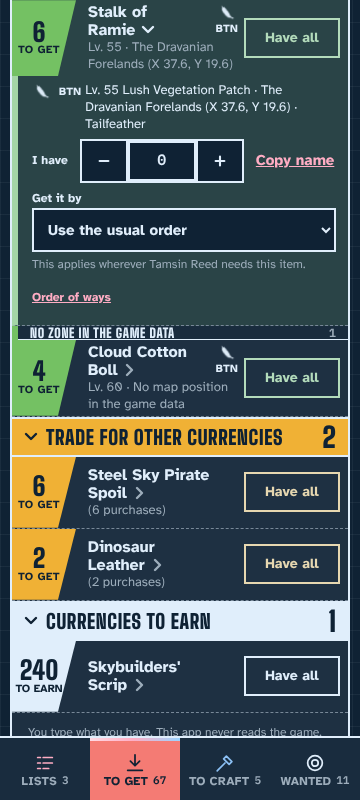 6
TO GET
Stalk of
Ramie
Lv. 55 · The Dravanian
Forelands (X 37.6, Y 19.6)
BTN
Have all
BTN
Lv. 55 Lush Vegetation Patch · The
Dravanian Forelands (X 37.6, Y 19.6) ·
Tailfeather
I have
−
0
+
Copy name
Get it by
Use the usual order
This applies wherever Tamsin Reed needs this item.
Order of ways
NO ZONE IN THE GAME DATA 1
4
TO GET
Cloud Cotton
Boll
Lv. 60 · No map position
in the game data
BTN
Have all
TRADE FOR OTHER CURRENCIES 2
6
TO GET
Steel Sky Pirate
Spoil
(6 purchases)
Have all
2
TO GET
Dinosaur
Leather
(2 purchases)
Have all
CURRENCIES TO EARN 1
240
TO EARN
Skybuilders'
Scrip
Have all
You type what you have. This app never reads the game.
LISTS 3
TO GET 67
TO CRAFT 5
WANTED 11